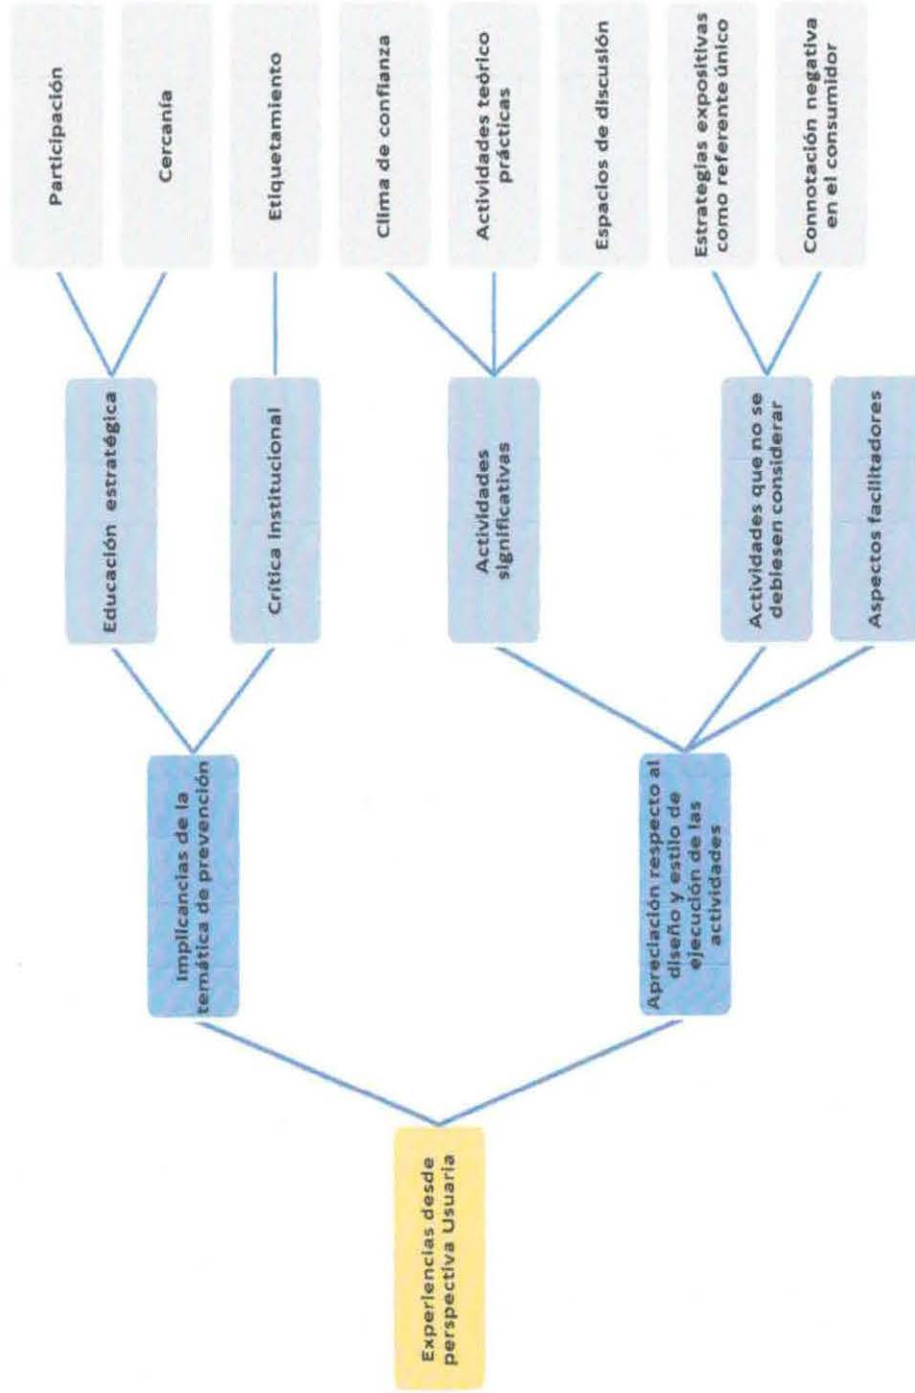 Experiencias desde
perspectiva Usuaria
Implicancias de la
temática de prevención
Educación estratégica
Participación
Cercanía
Crítica institucional
Etiquetamiento
Apreciación respecto al
diseño y estilo de
ejecución de las
actividades
Actividades
significativas
Clima de confianza
Actividades teórico
prácticas
Espacios de discusión
Actividades que no se
debiesen considerar
Estrategias expositivas
como referente único
Connotación negativa
en el consumidor
Aspectos facilitadores